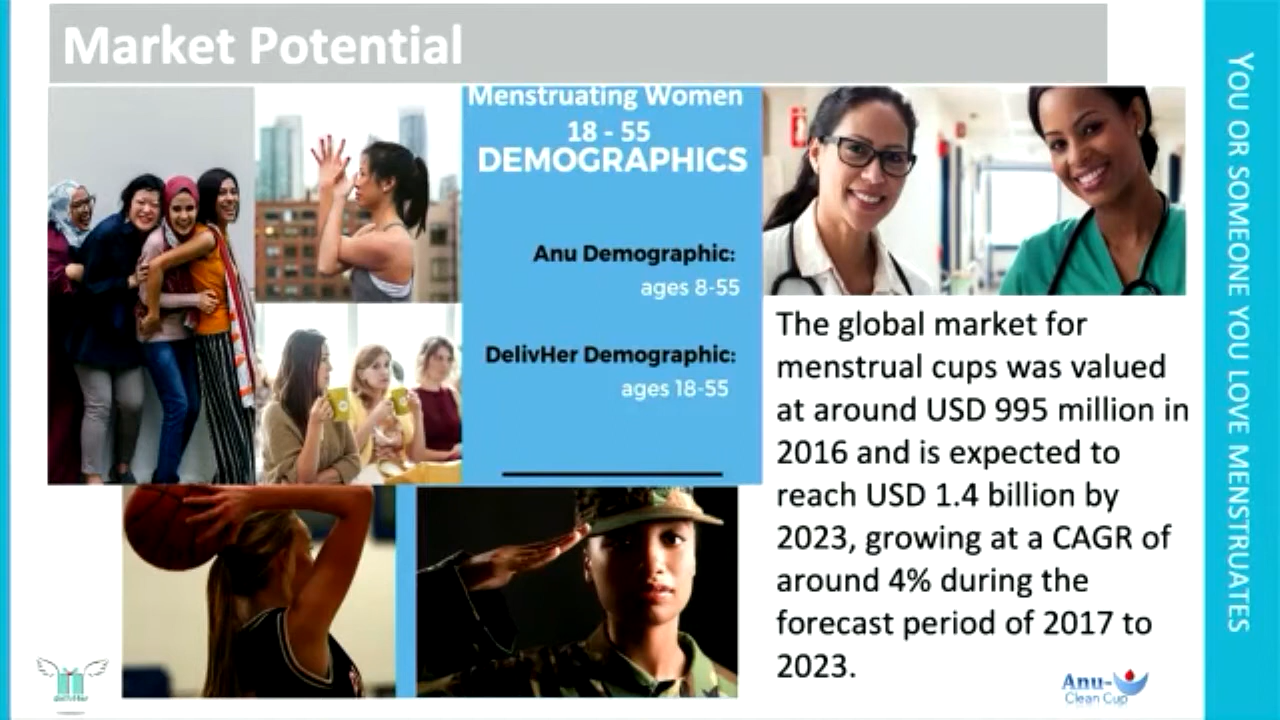 Market Potential
Menstruating Women
18 - 55
DEMOGRAPHICS
Anu Demographic:
ages 8-55
DelivHer Demographic:
ages 18-55
The global market for
menstrual cups was valued
at around USD 995 million in
2016 and is expected to
reach USD 1.4 billion by
2023, growing at a CAGR of
around 4% during the
forecast period of 2017 to
2023.
YOU OR SOMEONE YOU LOVE MENSTRUATES
Anu-
Clean Cup